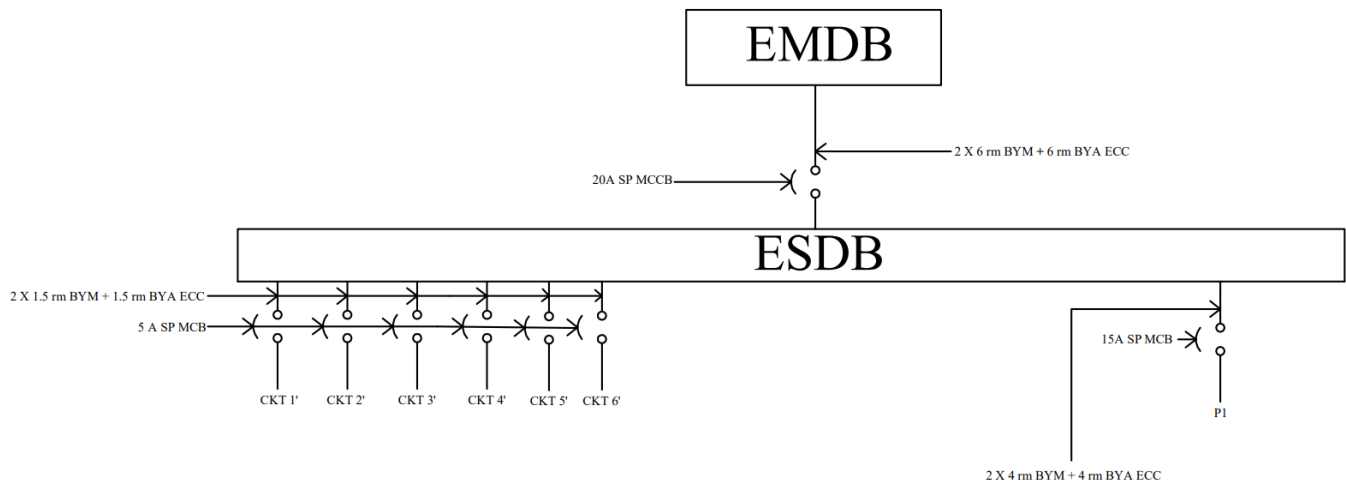 EMDB
2 X 6 rm BYM + 6 rm BYA ECC
20A SP MCCB
ESDB
2 X 1.5 rm BYM + 1.5 rm BYA ECC
5 A SP MCB
15A SP MCB
CKT 1' CKT 2' CKT 3' CKT 4' CKT 5' CKT 6'
P1
2 X 4 rm BYM + 4 rm BYA ECC